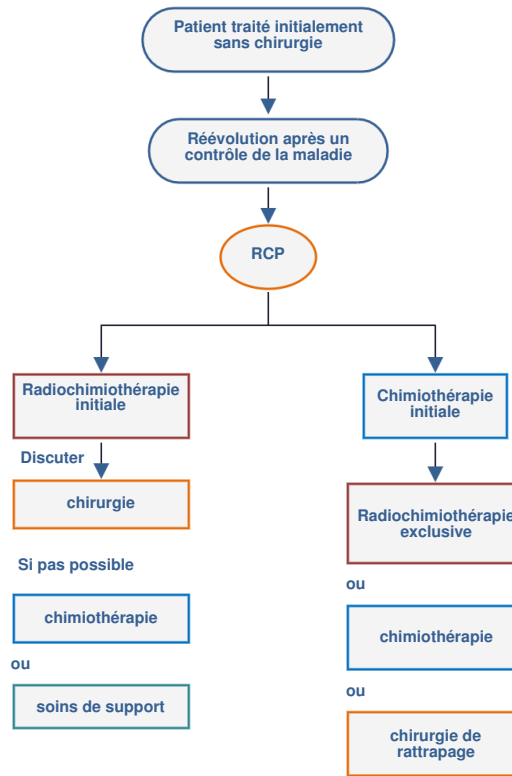 Patient traité initialement
sans chirurgie
Réévolution après un
contrôle de la maladie
RCP
Radiochimiothérapie
initiale
Discuter
chirurgie
Si pas possible
chimiothérapie
ou
soins de support
Chimiothérapie
initiale
Radiochimiothérapie
exclusive
ou
chimiothérapie
ou
chirurgie de
rattrapage